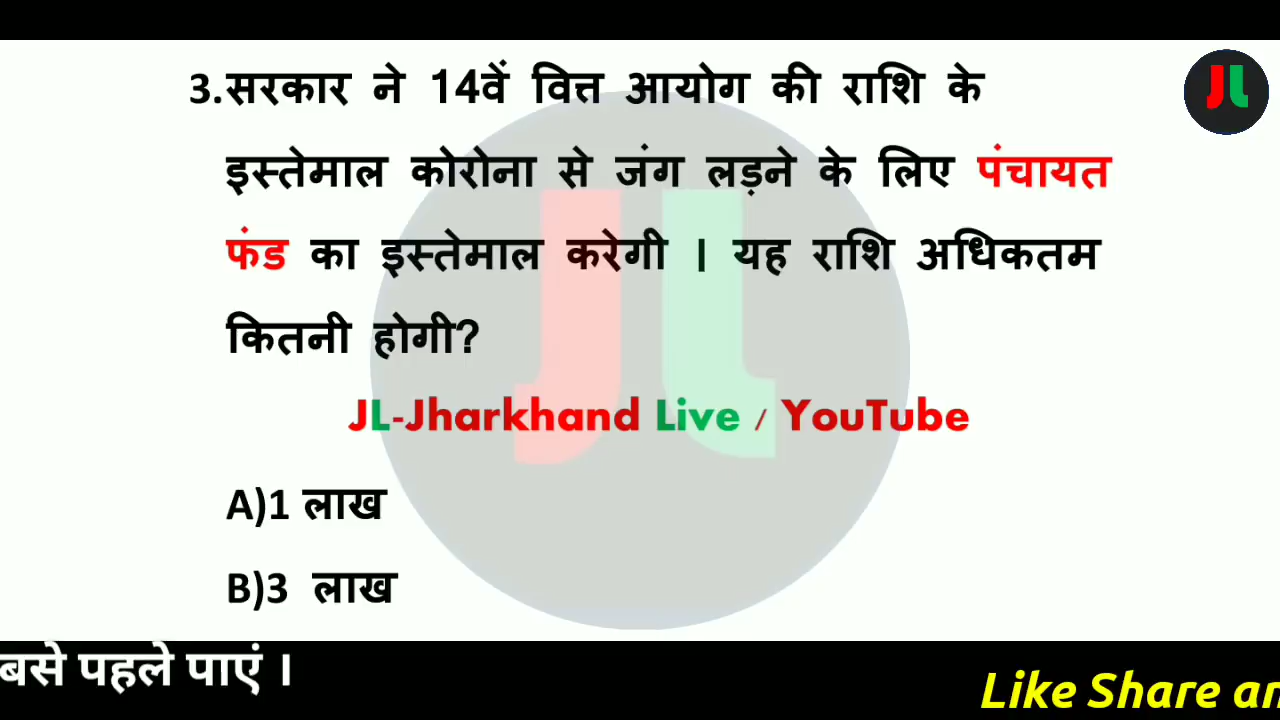 JL
3.सरकार ने 14वें वित्त आयोग की राशि के
इस्तेमाल कोरोना से जंग लड़ने के लिए पंचायत
फंड का इस्तेमाल करेगी । यह राशि अधिकतम
कितनी होगी?
JL-Jharkhand Live / YouTube
A)1 लाख
B)3 लाख
बसे पहले पाएं ।
Like Share an